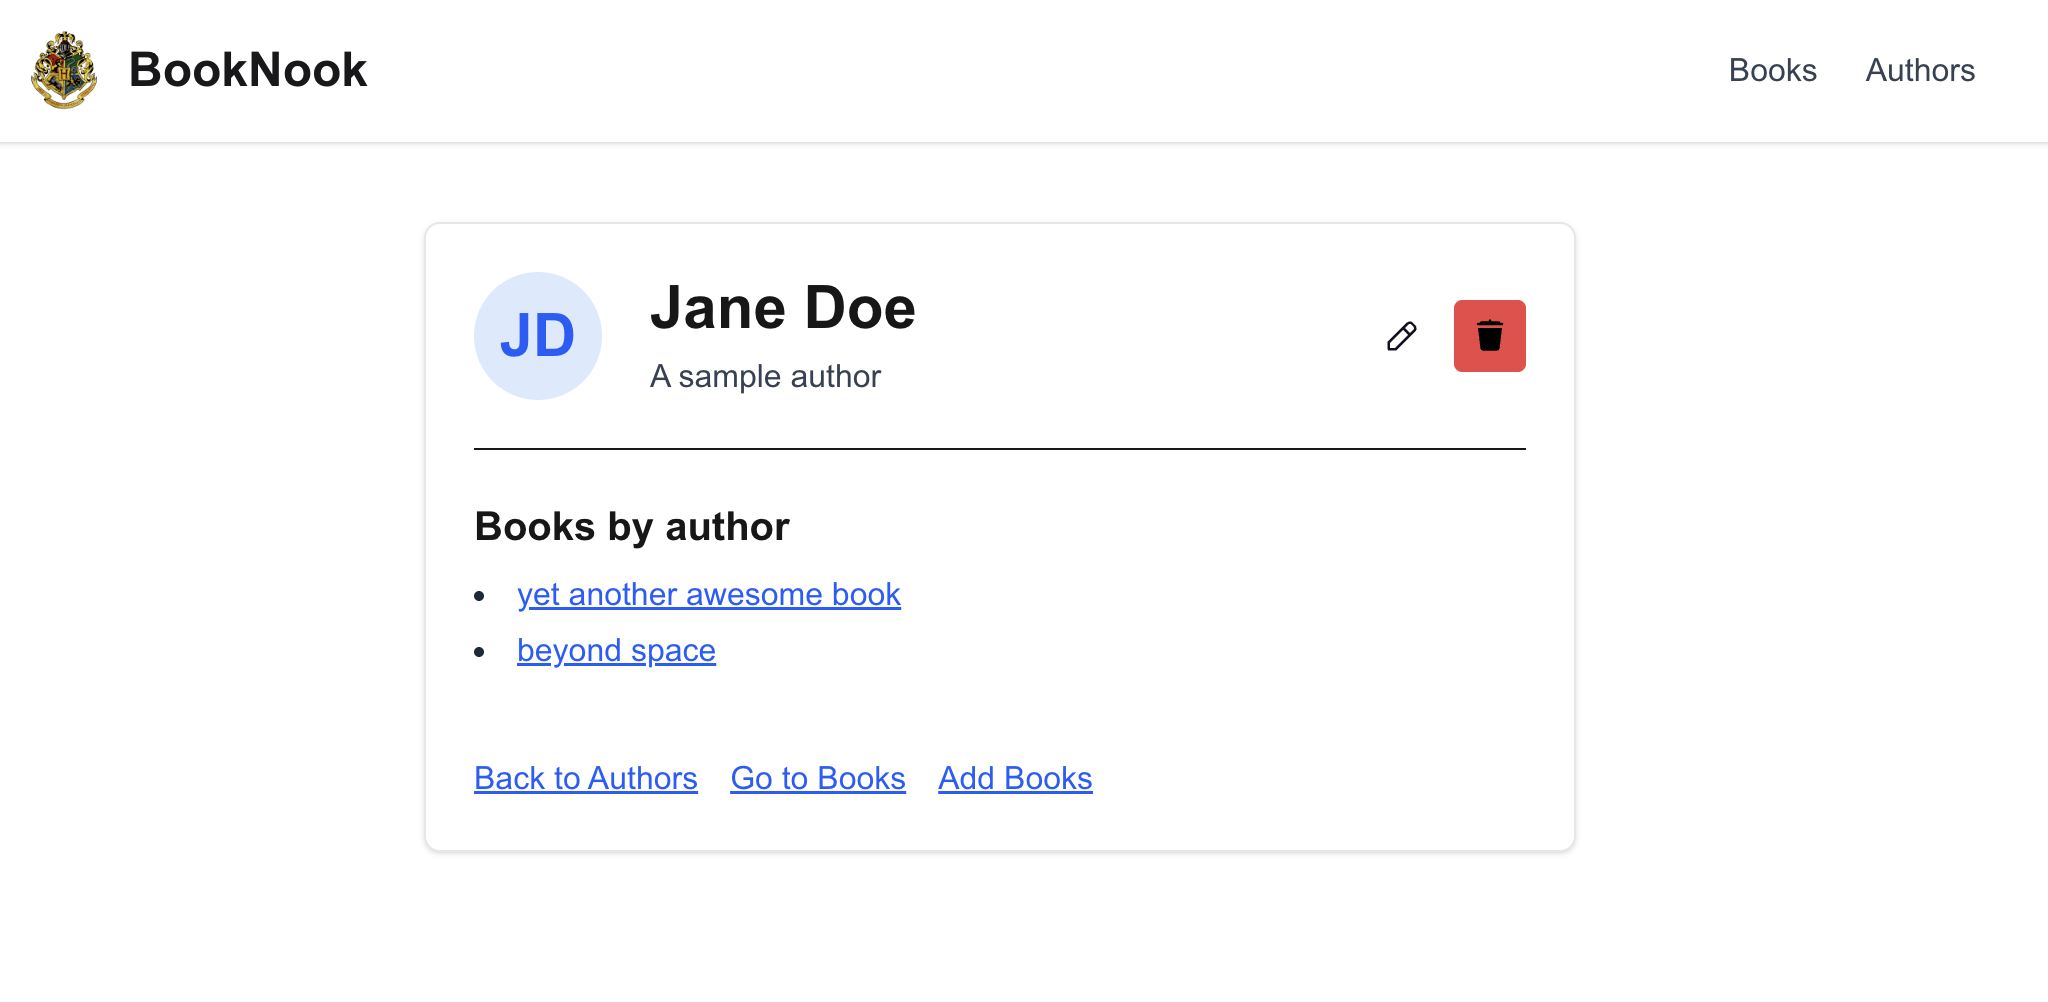 BookNook
Books
Authors
JD
Jane Doe
A sample author
Books by author
yet another awesome book
beyond space
Back to Authors
Go to Books
Add Books